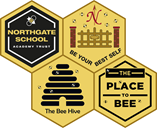 NORTHGATE
SCHOOL
ACADEMY TRUST
N
BE YOUR BEST SELF
The Bee Hive
THE
PLACE
TO
BEE